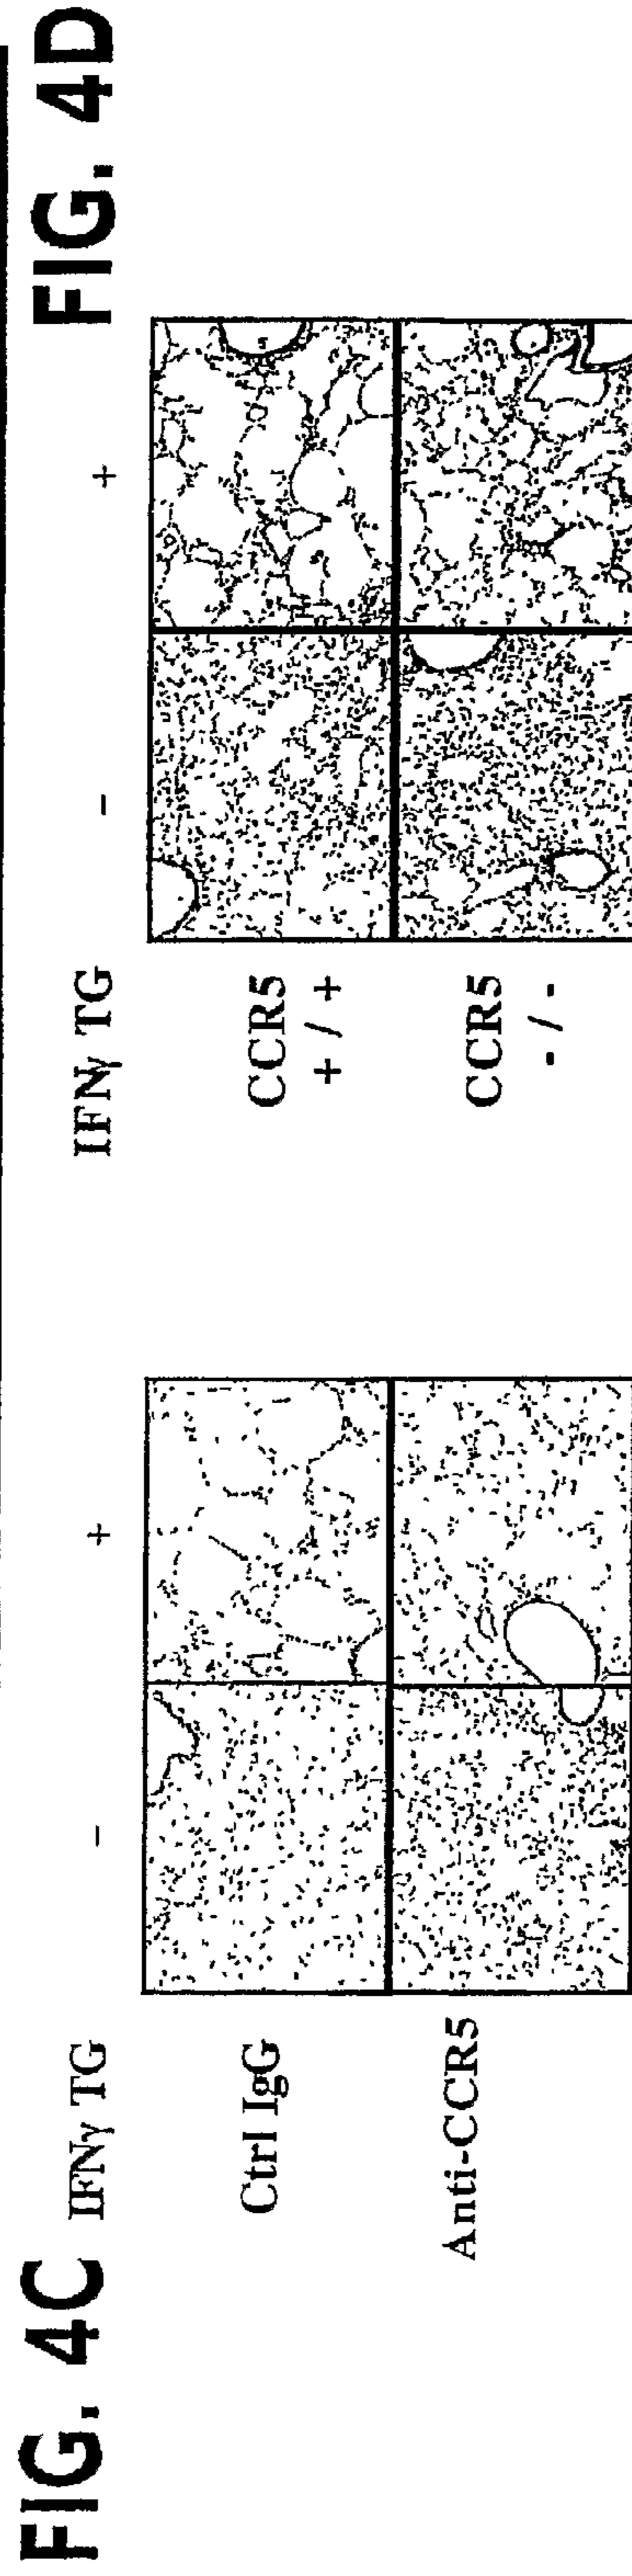 FIG. 4C
IFNγ TG - +
Ctrl IgG
Anti-CCR5
FIG. 4D
IFNγ TG - +
CCR5
+ / +
CCR5
- / -